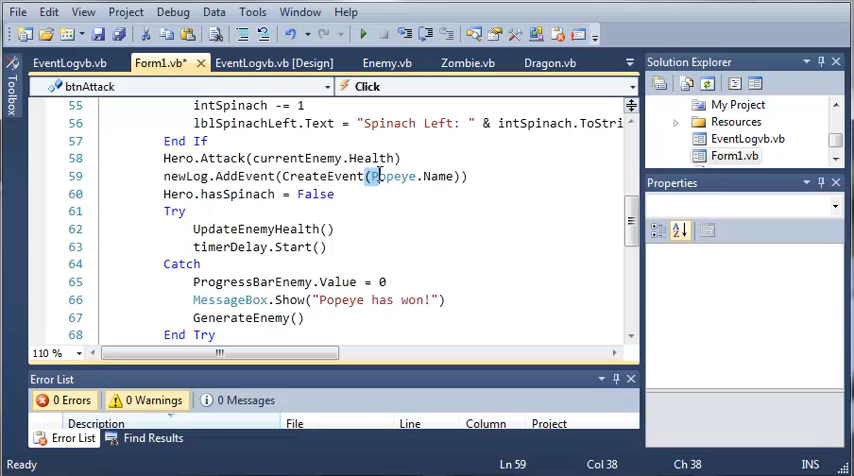 File Edit View Project Debug Data Tools Window Help
EventLogvb.vb Form1.vb* EventLogvb.vb [Design] Enemy.vb Zombie.vb Dragon.vb
Solution Explorer
Toolbox
btnAttack Click
My Project
Resources
EventLogvb.vb
Form1.vb
55 intSpinach -= 1
56 lblSpinachLeft.Text = "Spinach Left: " & intSpinach.ToStri
57 End If
58 Hero.Attack(currentEnemy.Health)
59 newLog.AddEvent(CreateEvent(Popeye.Name))
60 Hero.hasSpinach = False
61 Try
62 UpdateEnemyHealth()
63 timerDelay.Start()
64 Catch
65 ProgressBarEnemy.Value = 0
66 MessageBox.Show("Popeye has won!")
67 GenerateEnemy()
68 End Try
Properties
110 %
Error List
0 Errors 0 Warnings 0 Messages
Description File Line Column Project
Error List Find Results
Ready Ln 59 Col 38 Ch 38 INS